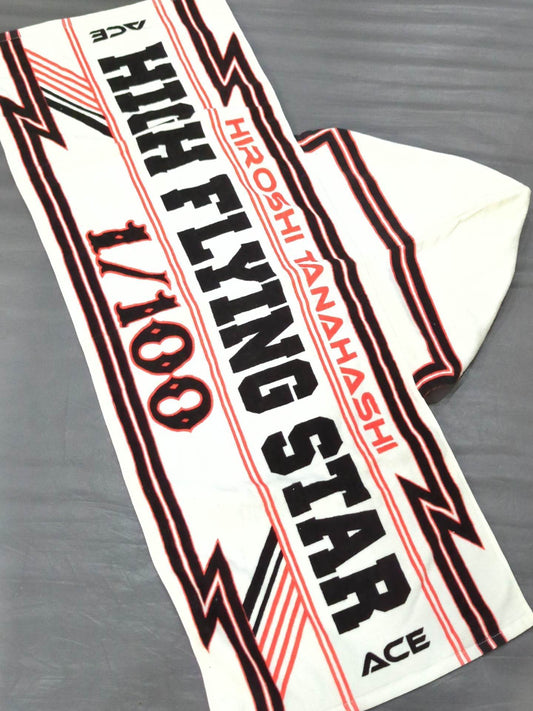 ACE
HIROSHI TANAHASHI
HIGH FLYING STAR
1/100
ACE